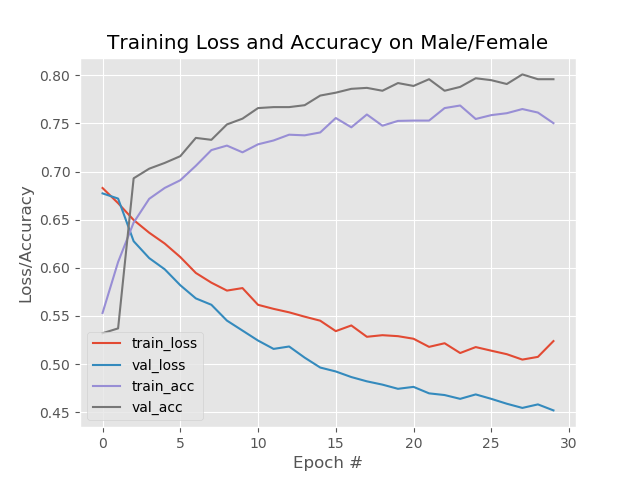 Training Loss and Accuracy on Male/Female
Loss/Accuracy
0.80
0.75
0.70
0.65
0.60
0.55
0.50
0.45
train_loss
val_loss
train_acc
val_acc
0 5 10 15 20 25 30
Epoch #